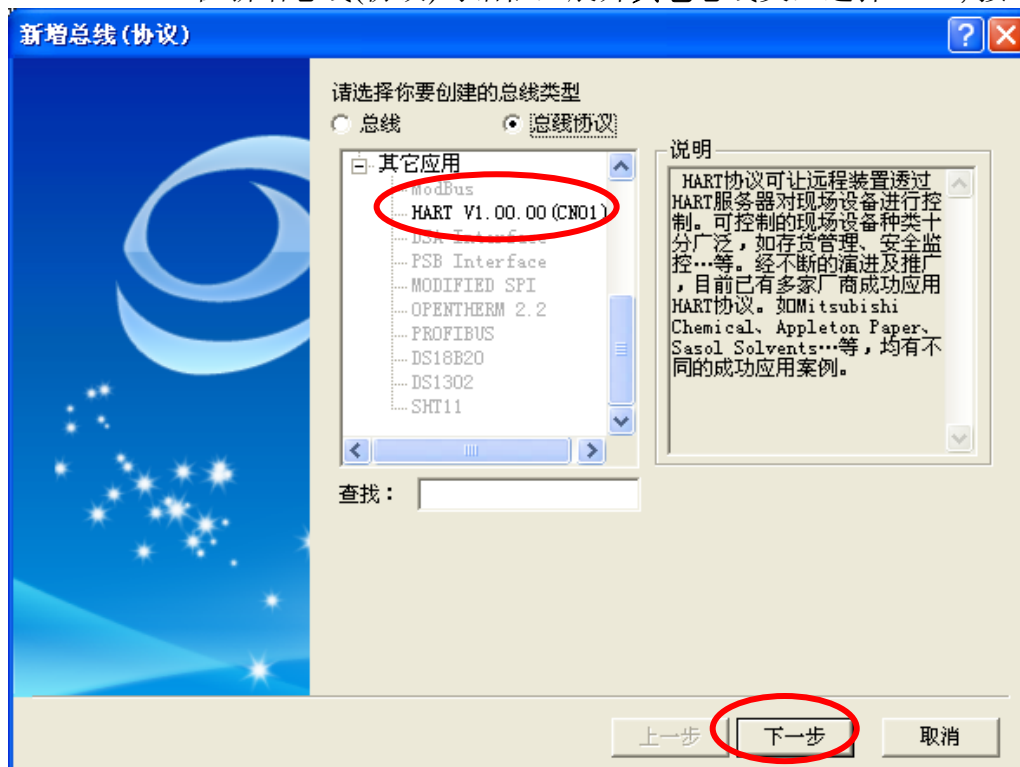 新增总线(协议)
请选择你要创建的总线类型
总线 总线协议
其它应用
ModBus
HART V1.00.00(CN01)
DSA Interface
PSB Interface
MODIFIED SPI
OPENTHERM 2.2
PROFIBUS
DS18B20
DS1302
SHT11
说明
HART协议可让远程装置透过
HART服务器对现场设备进行控
制。可控制的现场设备种类十
分广泛，如存货管理、安全监
控…等。经不断的演进及推广
，目前已有多家厂商成功应用
HART协议。如Mitsubishi
Chemical、Appleton Paper、
Sasol Solvents…等，均有不
同的成功应用案例。
查找：
上一步 下一步 取消